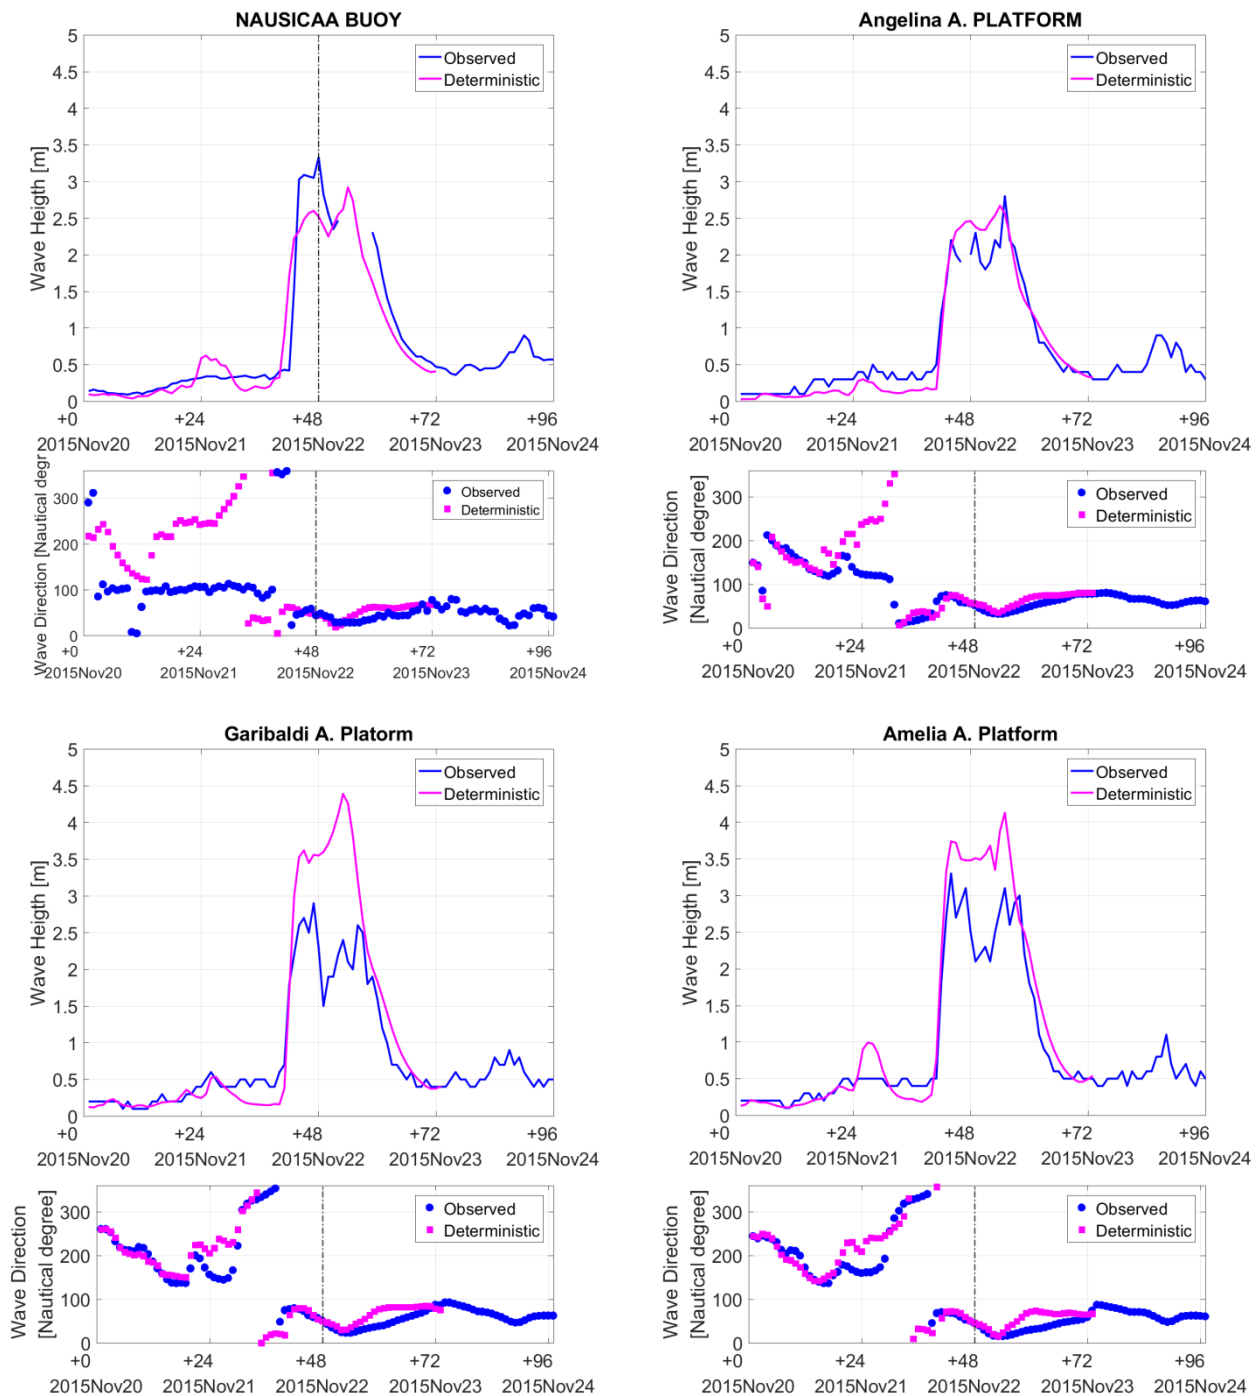 NAUSICAA BUOY
Wave Heigth [m]
5
4.5
4
3.5
3
2.5
2
1.5
1
0.5
0
Observed
Deterministic
+0 +24 +48 +72 +96
2015Nov20 2015Nov21 2015Nov22 2015Nov23 2015Nov24
Wave Direction [Nautical degr
300
200
100
0
Observed
Deterministic
+0 +24 +48 +72 +96
2015Nov20 2015Nov21 2015Nov22 2015Nov23 2015Nov24
Angelina A. PLATFORM
Wave Heigth [m]
5
4.5
4
3.5
3
2.5
2
1.5
1
0.5
0
Observed
Deterministic
+0 +24 +48 +72 +96
2015Nov20 2015Nov21 2015Nov22 2015Nov23 2015Nov24
Wave Direction
[Nautical degree]
300
200
100
0
Observed
Deterministic
+0 +24 +48 +72 +96
2015Nov20 2015Nov21 2015Nov22 2015Nov23 2015Nov24
Garibaldi A. Platorm
Wave Heigth [m]
5
4.5
4
3.5
3
2.5
2
1.5
1
0.5
0
Observed
Deterministic
+0 +24 +48 +72 +96
2015Nov20 2015Nov21 2015Nov22 2015Nov23 2015Nov24
Wave Direction
[Nautical degree]
300
200
100
0
Observed
Deterministic
+0 +24 +48 +72 +96
2015Nov20 2015Nov21 2015Nov22 2015Nov23 2015Nov24
Amelia A. Platform
Wave Heigth [m]
5
4.5
4
3.5
3
2.5
2
1.5
1
0.5
0
Observed
Deterministic
+0 +24 +48 +72 +96
2015Nov20 2015Nov21 2015Nov22 2015Nov23 2015Nov24
Wave Direction
[Nautical degree]
300
200
100
0
Observed
Deterministic
+0 +24 +48 +72 +96
2015Nov20 2015Nov21 2015Nov22 2015Nov23 2015Nov24